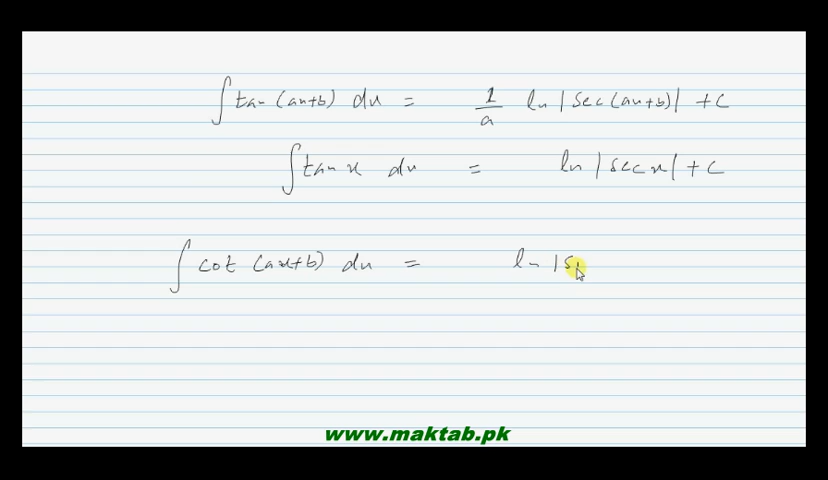 ∫ tan (ax+b) dx = 1/a ln |sec(ax+b)| + c
∫ tan x dx = ln |sec x| + c
∫ cot (ax+b) dx = ln |s
www.maktab.pk